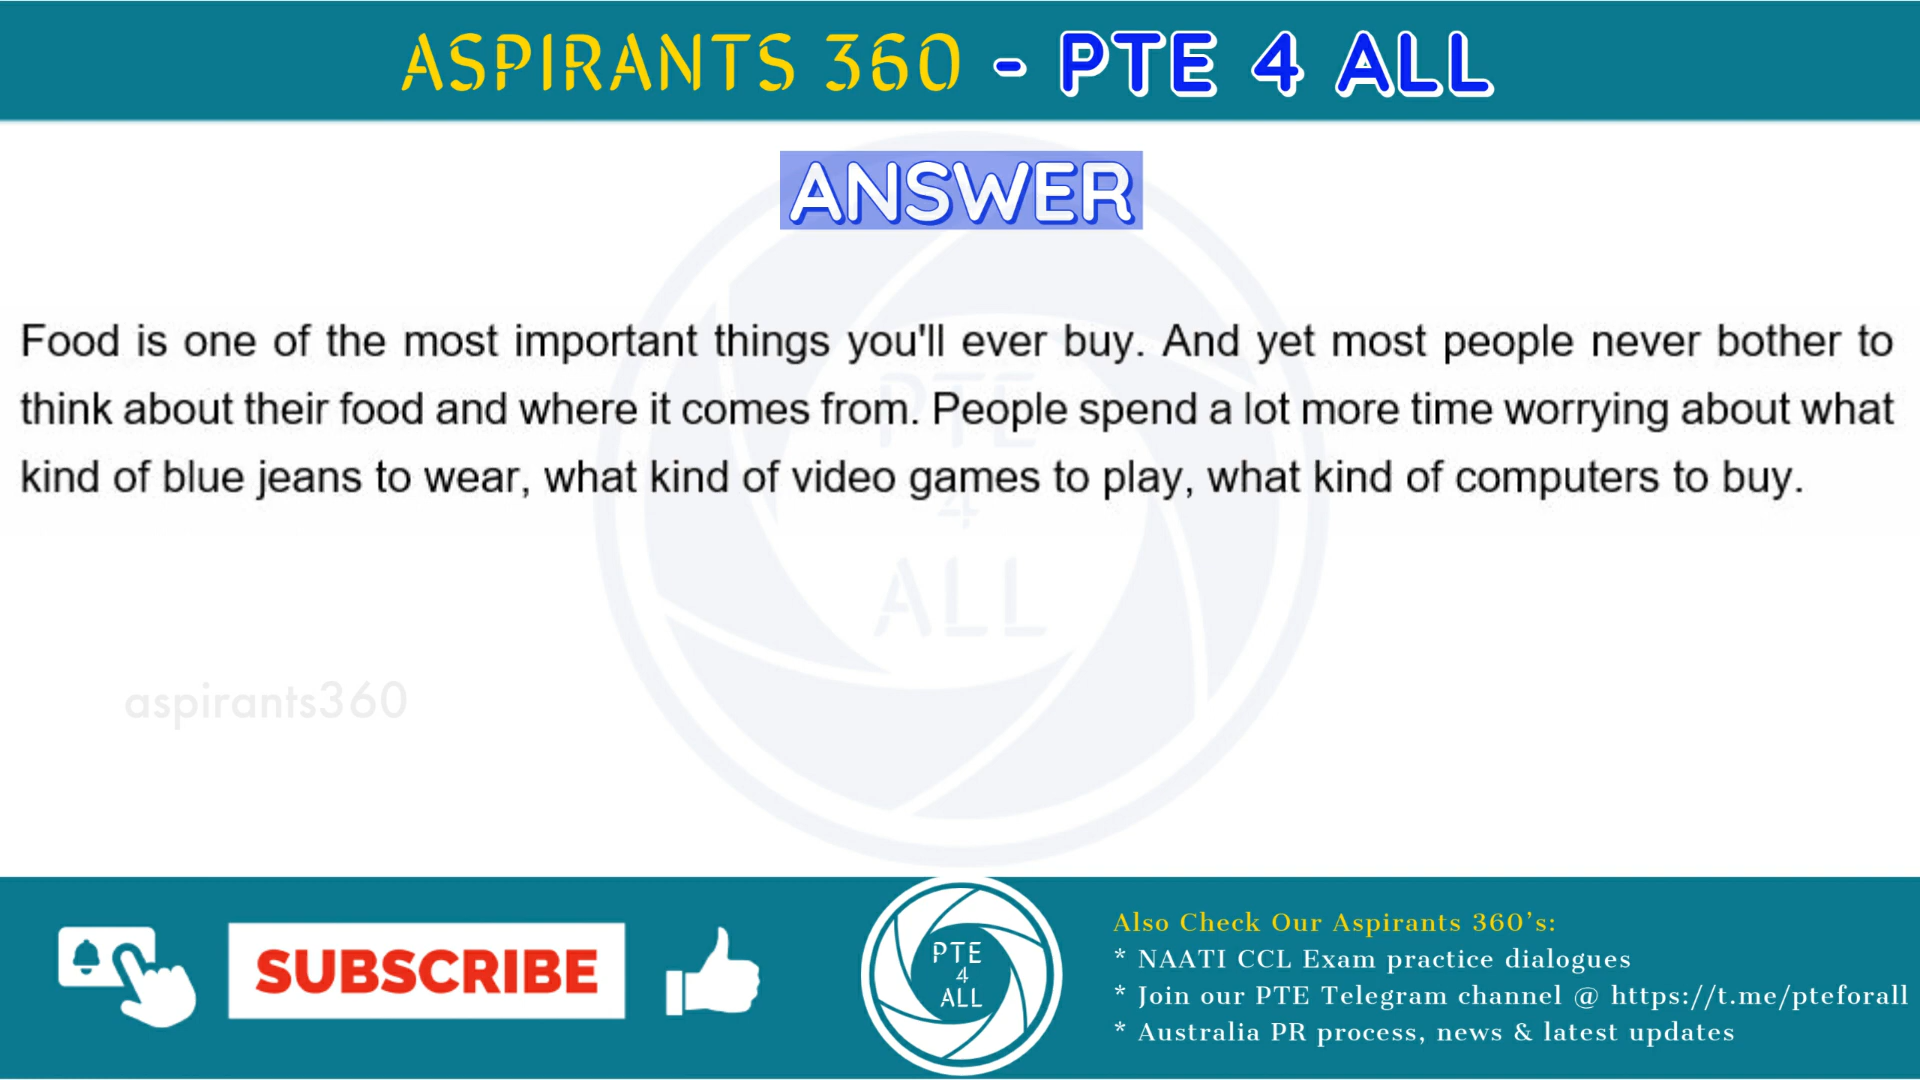 ASPIRANTS 360 - PTE 4 ALL
ANSWER
Food is one of the most important things you'll ever buy. And yet most people never bother to
think about their food and where it comes from. People spend a lot more time worrying about what
kind of blue jeans to wear, what kind of video games to play, what kind of computers to buy.
PTE
4
ALL
aspirants360
SUBSCRIBE
PTE
4
ALL
Also Check Our Aspirants 360's:
* NAATI CCL Exam practice dialogues
* Join our PTE Telegram channel @ https://t.me/pteforall
* Australia PR process, news & latest updates